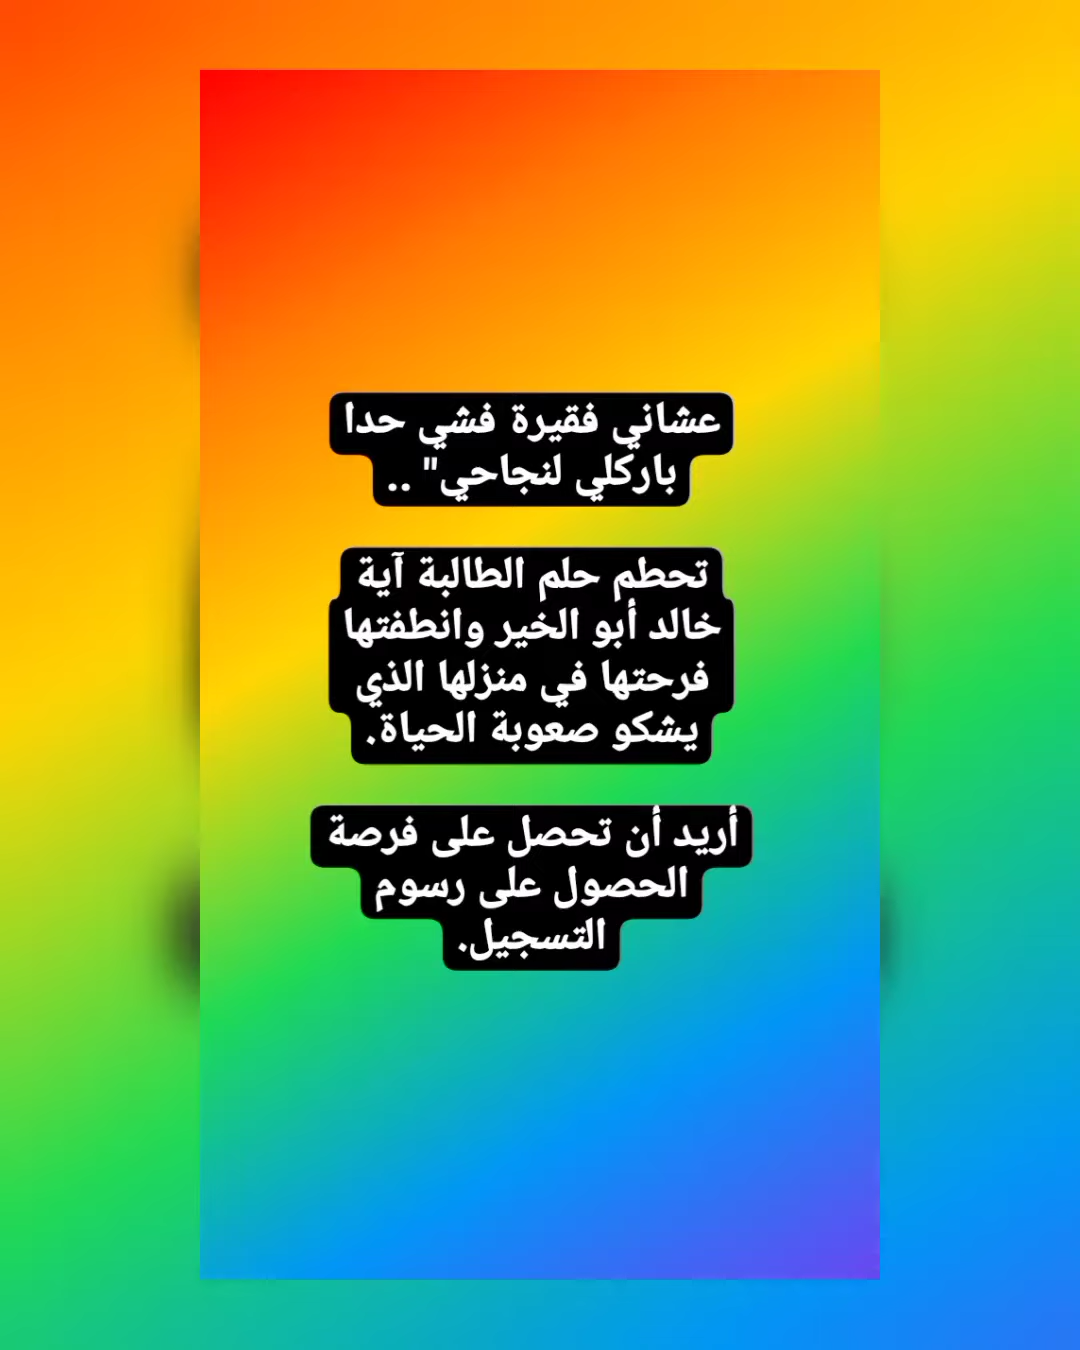 عشاني فقيرة فشي حدا
باركلي لنجاحي" ..
تحطم حلم الطالبة آية
خالد أبو الخير وانطفتها
فرحتها في منزلها الذي
يشكو صعوبة الحياة.
أريد أن تحصل على فرصة
الحصول على رسوم
التسجيل.